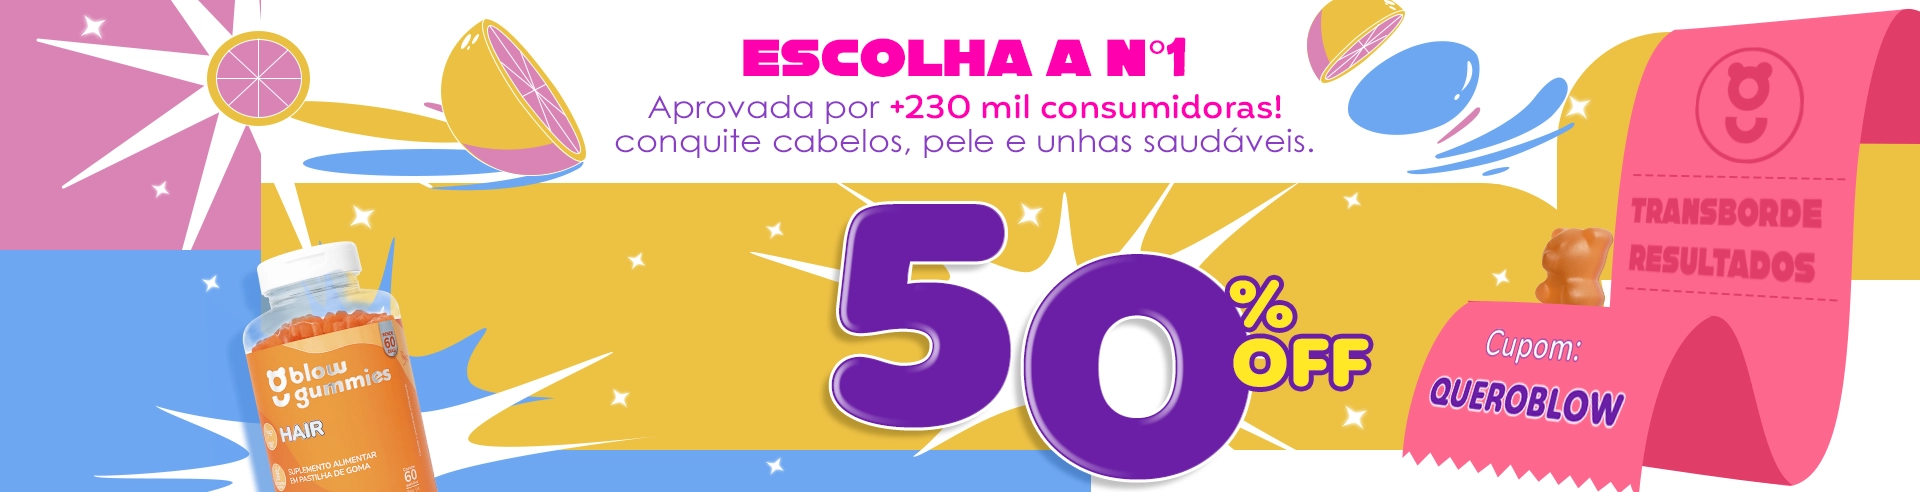 ESCOLHA A Nº1
Aprovada por +230 mil consumidoras!
conquite cabelos, pele e unhas saudáveis.
50
%
OFF
TRANSBORDE
RESULTADOS
Cupom:
QUEROBLOW
blow
gummies
HAIR
SUPLEMENTO ALIMENTAR
EM PASTILHA DE GOMA
60
60